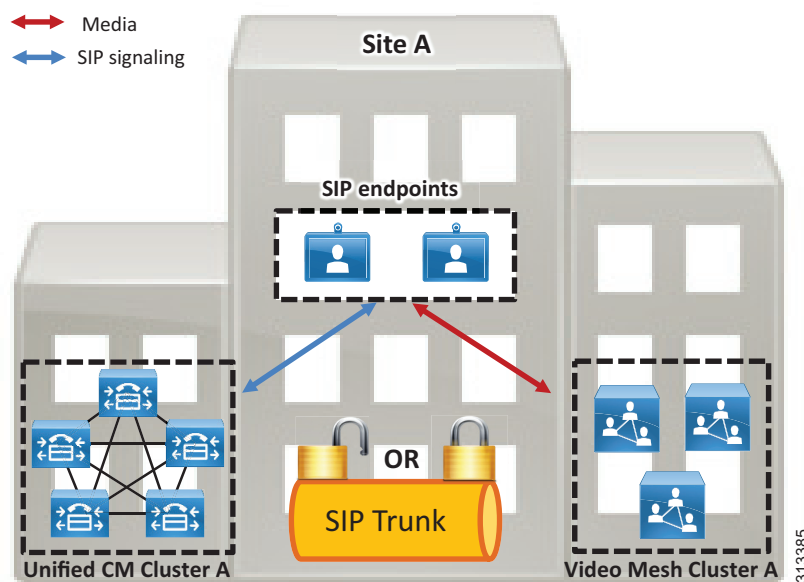 Media
SIP signaling
Site A
SIP endpoints
OR
SIP Trunk
Unified CM Cluster A
Video Mesh Cluster A
313385